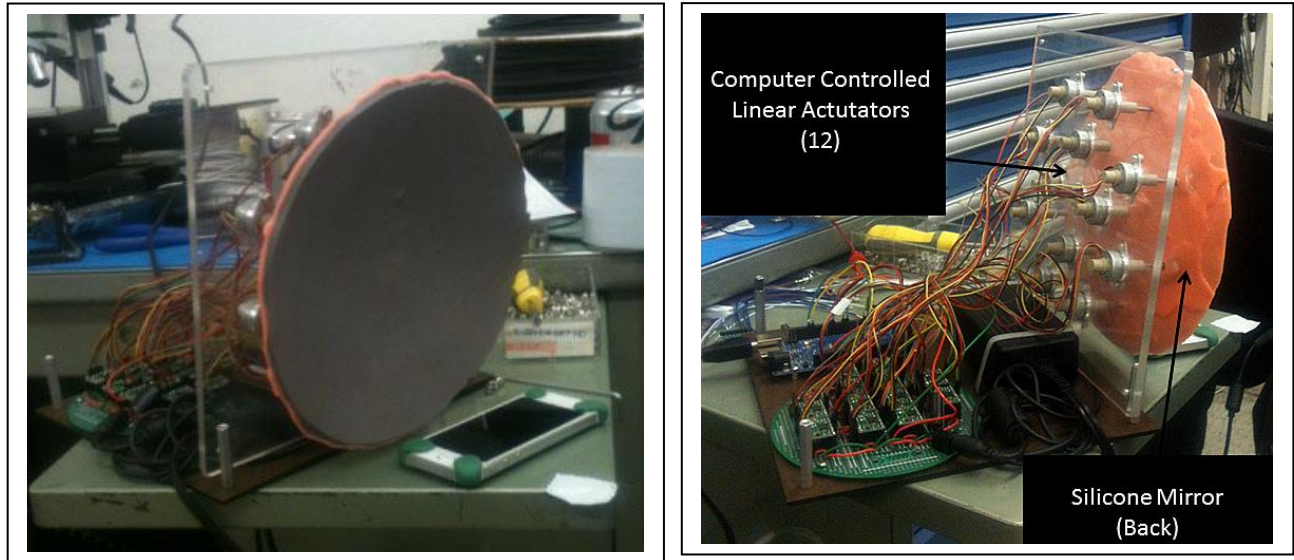 Computer Controlled
Linear Actutators
(12)
Silicone Mirror
(Back)